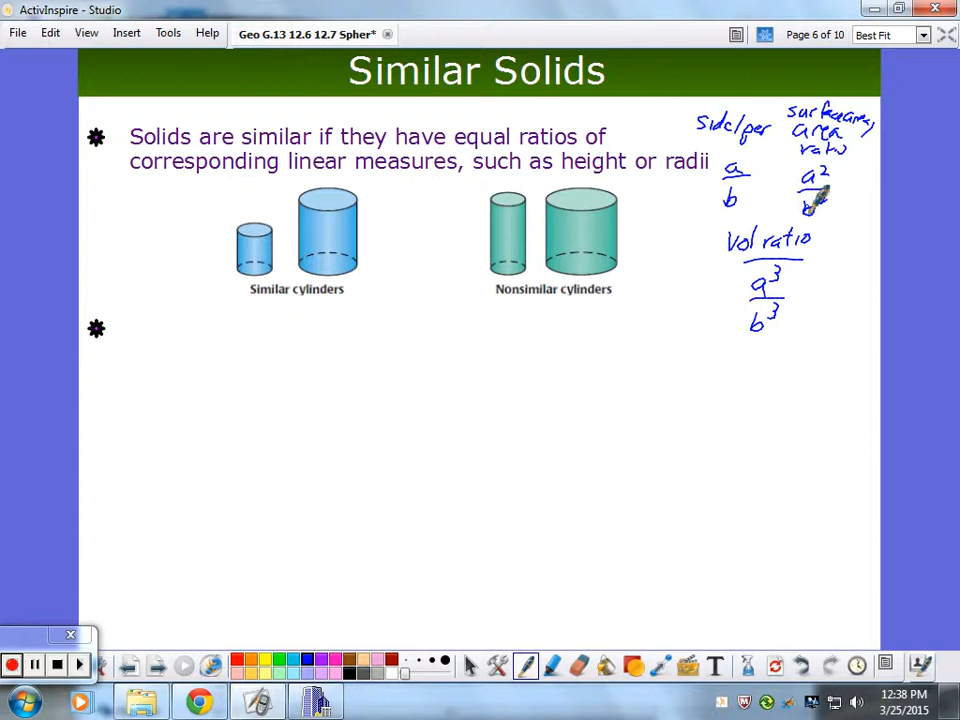 ActivInspire - Studio
File Edit View Insert Tools Help
Geo G.13 12.6 12.7 Spher*
Page 6 of 10
Best Fit
Similar Solids
Solids are similar if they have equal ratios of
corresponding linear measures, such as height or radii
Side/per
a
b
surface area,
area
ratio
a²
Similar cylinders
Nonsimilar cylinders
Vol ratio
a³
b³
T
12:38 PM
3/25/2015